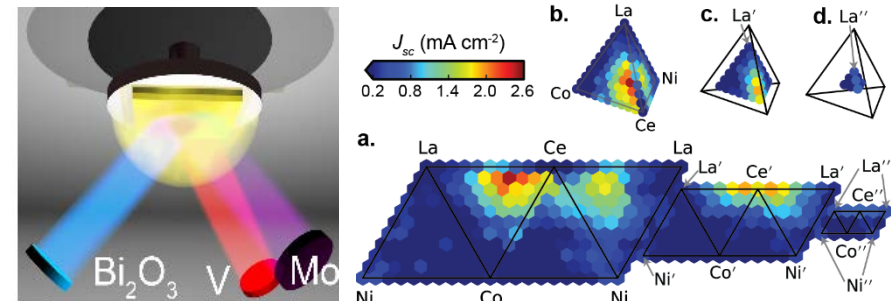 Bi₂O₃ V Mo
J_sc (mA cm⁻²)
0.2 0.8 1.4 2.0 2.6
b.
La
Co
Ni
Ce
c.
La′
d.
La″
a.
La Ce La
La′ Ce′ La′
La″
Ce″
Ni Co Ni
Ni′ Co′ Ni′
Co″
Ni″